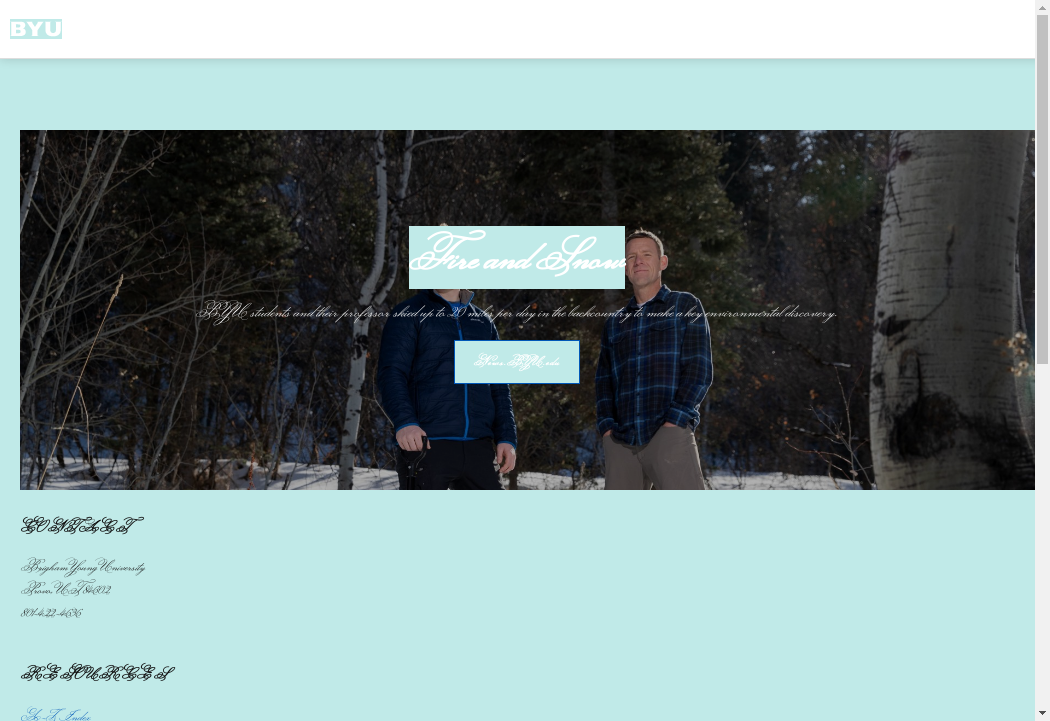 BYU
Fire and Snow
BYU students and their professor skied up to 20 miles per day in the backcountry to make a key environmental discovery.
News.BYU.edu
CONTACT
Brigham Young University
Provo, UT 84602
801-422-4636
RESOURCES
A-Z Index